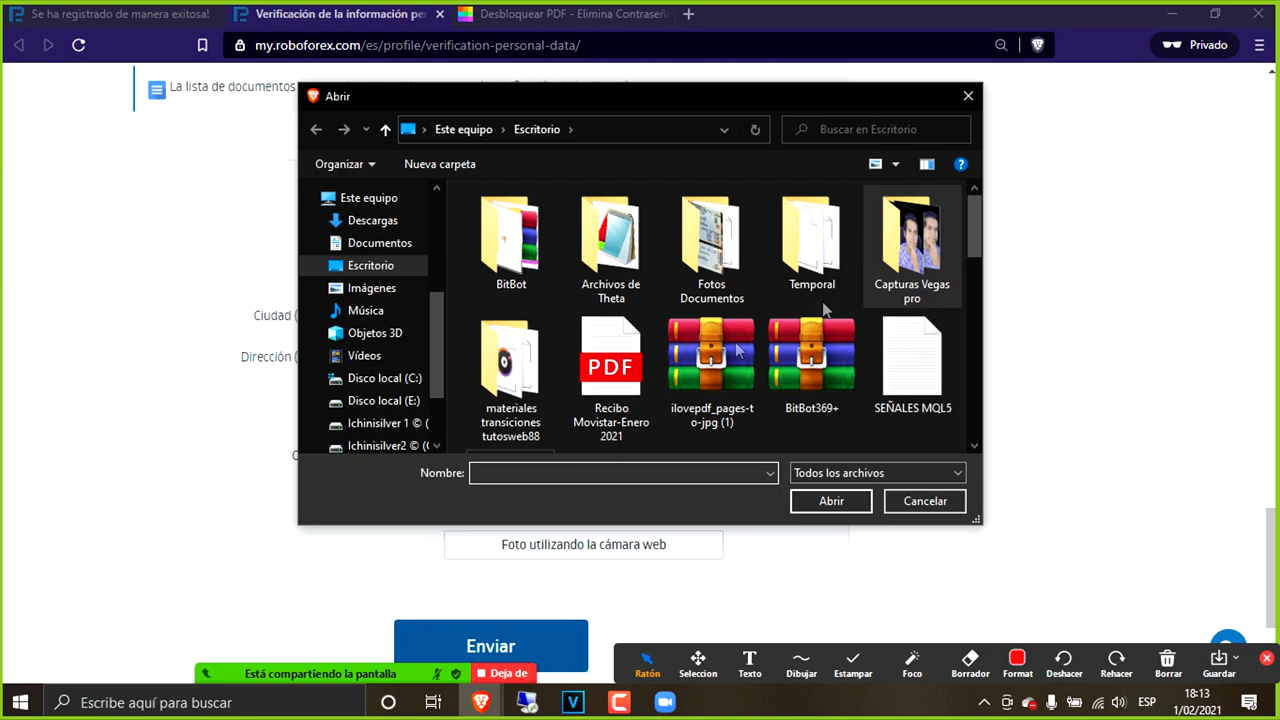 Se ha registrado de manera exitosa!
Verificación de la información pe
Desbloquear PDF - Elimina Contraseñ
my.roboforex.com/es/profile/verification-personal-data/
Privado
La lista de documentos
Abrir
Este equipo > Escritorio >
Buscar en Escritorio
Organizar
Nueva carpeta
Este equipo
Descargas
Documentos
Escritorio
Imágenes
Música
Objetos 3D
Vídeos
Disco local (C:)
Disco local (E:)
Ichinisilver 1 © (
Ichinisilver2 © (
BitBot
Archivos de
Theta
Fotos
Documentos
Temporal
Capturas Vegas
pro
materiales
transiciones
tutosweb88
PDF
Recibo
Movistar-Enero
2021
ilovepdf_pages-t
o-jpg (1)
BitBot369+
SEÑALES MQL5
Ciudad (
Dirección (
Nombre:
Todos los archivos
Abrir
Cancelar
Foto utilizando la cámara web
Enviar
Está compartiendo la pantalla
Deja de
Ratón
Seleccion
Texto
Dibujar
Estampar
Foco
Borrador
Format
Deshacer
Rehacer
Borrar
Guardar
Escribe aquí para buscar
ESP
18:13
1/02/2021